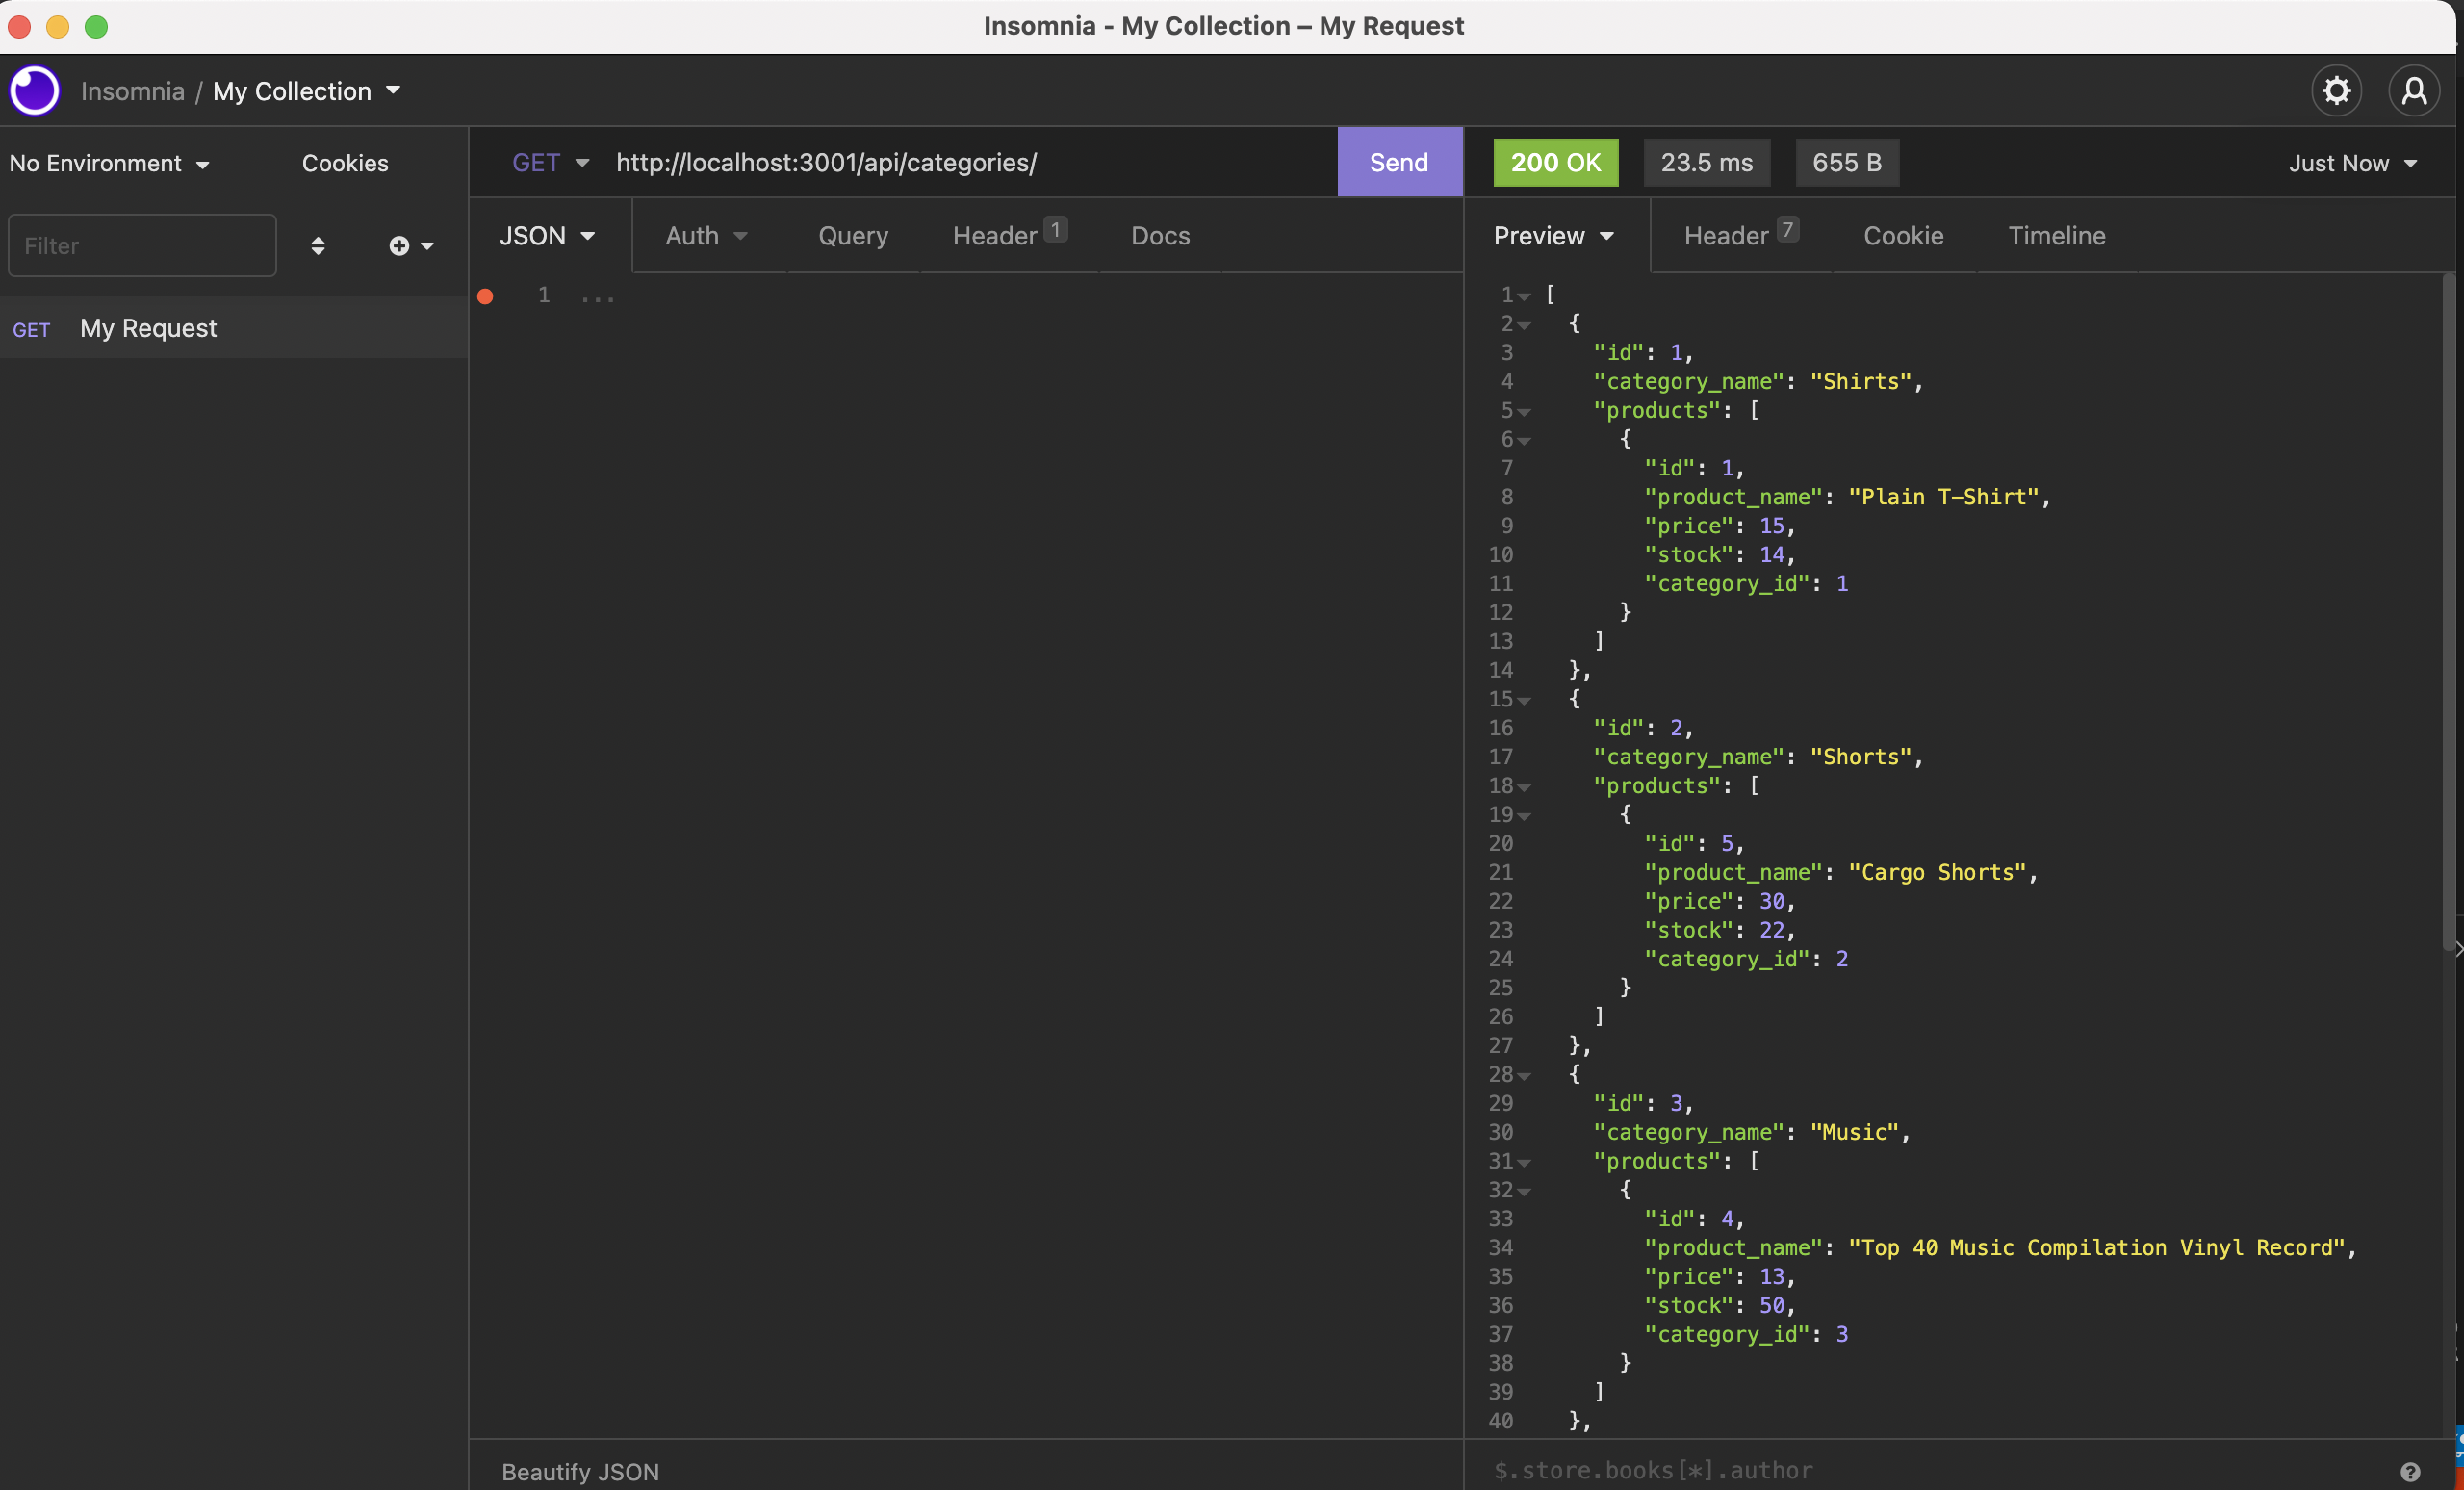 Insomnia - My Collection – My Request
Insomnia / My Collection
No Environment
Cookies
GET http://localhost:3001/api/categories/
Send
200 OK
23.5 ms
655 B
Just Now
Filter
JSON
Auth
Query
Header 1
Docs
Preview
Header 7
Cookie
Timeline
GET My Request
1 ...
1 [
2 {
3 "id": 1,
4 "category_name": "Shirts",
5 "products": [
6 {
7 "id": 1,
8 "product_name": "Plain T-Shirt",
9 "price": 15,
10 "stock": 14,
11 "category_id": 1
12 }
13 ]
14 },
15 {
16 "id": 2,
17 "category_name": "Shorts",
18 "products": [
19 {
20 "id": 5,
21 "product_name": "Cargo Shorts",
22 "price": 30,
23 "stock": 22,
24 "category_id": 2
25 }
26 ]
27 },
28 {
29 "id": 3,
30 "category_name": "Music",
31 "products": [
32 {
33 "id": 4,
34 "product_name": "Top 40 Music Compilation Vinyl Record",
35 "price": 13,
36 "stock": 50,
37 "category_id": 3
38 }
39 ]
40 },
Beautify JSON
$.store.books[*].author